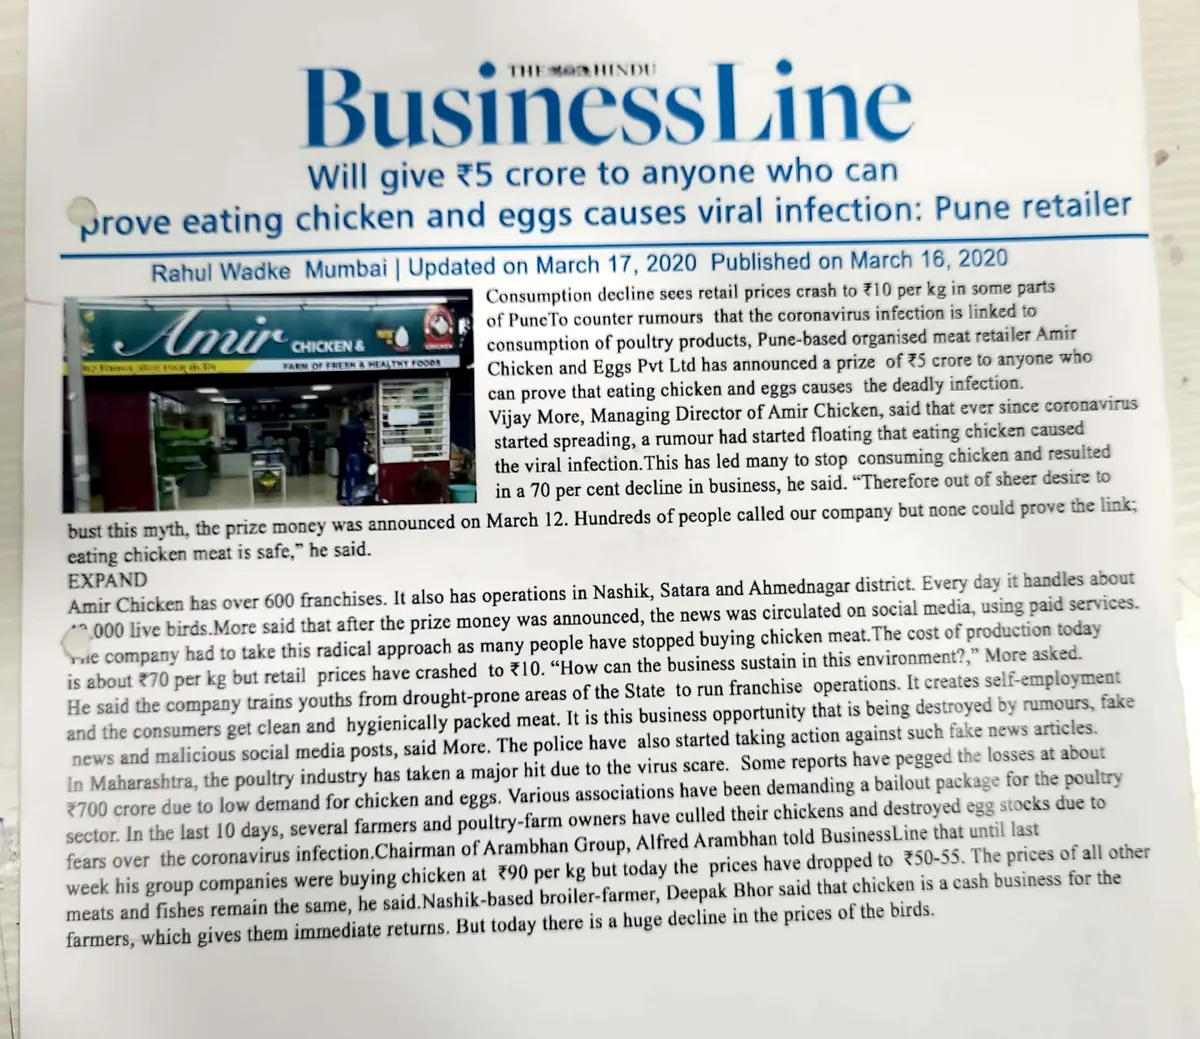 THE HINDU
BusinessLine
Will give ₹5 crore to anyone who can
prove eating chicken and eggs causes viral infection: Pune retailer
Rahul Wadke Mumbai | Updated on March 17, 2020 Published on March 16, 2020
Amir CHICKEN &
FARM OF FRESH & HEALTHY FOODS
Consumption decline sees retail prices crash to ₹10 per kg in some parts
of PuneTo counter rumours that the coronavirus infection is linked to
consumption of poultry products, Pune-based organised meat retailer Amir
Chicken and Eggs Pvt Ltd has announced a prize of ₹5 crore to anyone who
can prove that eating chicken and eggs causes the deadly infection.
Vijay More, Managing Director of Amir Chicken, said that ever since coronavirus
started spreading, a rumour had started floating that eating chicken caused
the viral infection.This has led many to stop consuming chicken and resulted
in a 70 per cent decline in business, he said. “Therefore out of sheer desire to
bust this myth, the prize money was announced on March 12. Hundreds of people called our company but none could prove the link;
eating chicken meat is safe,” he said.
EXPAND
Amir Chicken has over 600 franchises. It also has operations in Nashik, Satara and Ahmednagar district. Every day it handles about
,000 live birds.More said that after the prize money was announced, the news was circulated on social media, using paid services.
The company had to take this radical approach as many people have stopped buying chicken meat.The cost of production today
is about ₹70 per kg but retail prices have crashed to ₹10. “How can the business sustain in this environment?,” More asked.
He said the company trains youths from drought-prone areas of the State to run franchise operations. It creates self-employment
and the consumers get clean and hygienically packed meat. It is this business opportunity that is being destroyed by rumours, fake
news and malicious social media posts, said More. The police have also started taking action against such fake news articles.
In Maharashtra, the poultry industry has taken a major hit due to the virus scare. Some reports have pegged the losses at about
₹700 crore due to low demand for chicken and eggs. Various associations have been demanding a bailout package for the poultry
sector. In the last 10 days, several farmers and poultry-farm owners have culled their chickens and destroyed egg stocks due to
fears over the coronavirus infection.Chairman of Arambhan Group, Alfred Arambhan told BusinessLine that until last
week his group companies were buying chicken at ₹90 per kg but today the prices have dropped to ₹50-55. The prices of all other
meats and fishes remain the same, he said.Nashik-based broiler-farmer, Deepak Bhor said that chicken is a cash business for the
farmers, which gives them immediate returns. But today there is a huge decline in the prices of the birds.